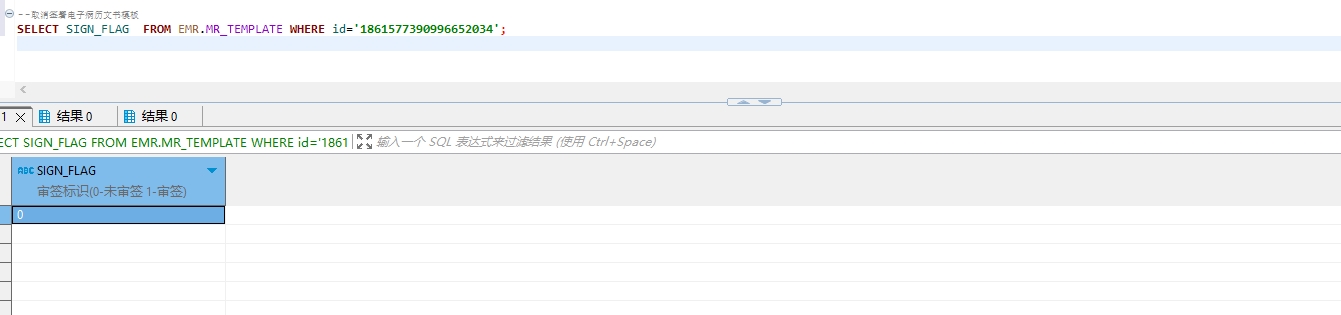 --取消签署电子病历文书模板
SELECT SIGN_FLAG  FROM EMR.MR_TEMPLATE WHERE id='1861577390996652034';
1
结果 0
结果 0
ECT SIGN_FLAG FROM EMR.MR_TEMPLATE WHERE id='1861
输入一个 SQL 表达式来过滤结果 (使用 Ctrl+Space)
ABC SIGN_FLAG
审签标识(0-未审签 1-审签)
0